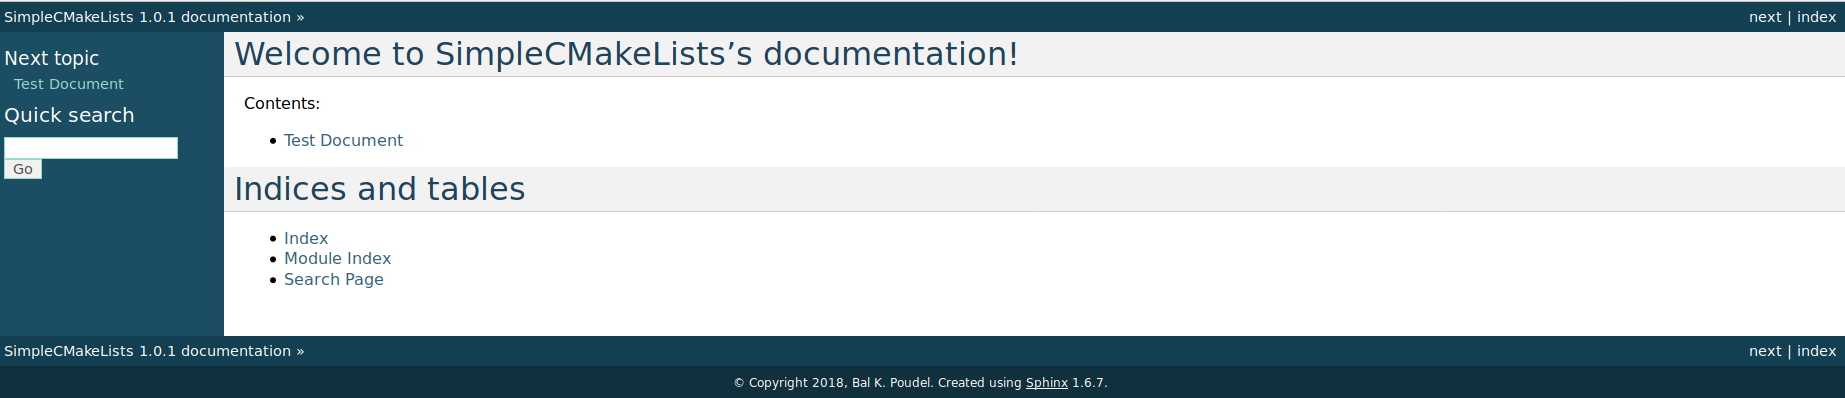 SimpleCMakeLists 1.0.1 documentation »
next | index
Next topic
Test Document
Quick search
Go
Welcome to SimpleCMakeLists’s documentation!
Contents:
• Test Document
Indices and tables
• Index
• Module Index
• Search Page
SimpleCMakeLists 1.0.1 documentation »
next | index
© Copyright 2018, Bal K. Poudel. Created using Sphinx 1.6.7.